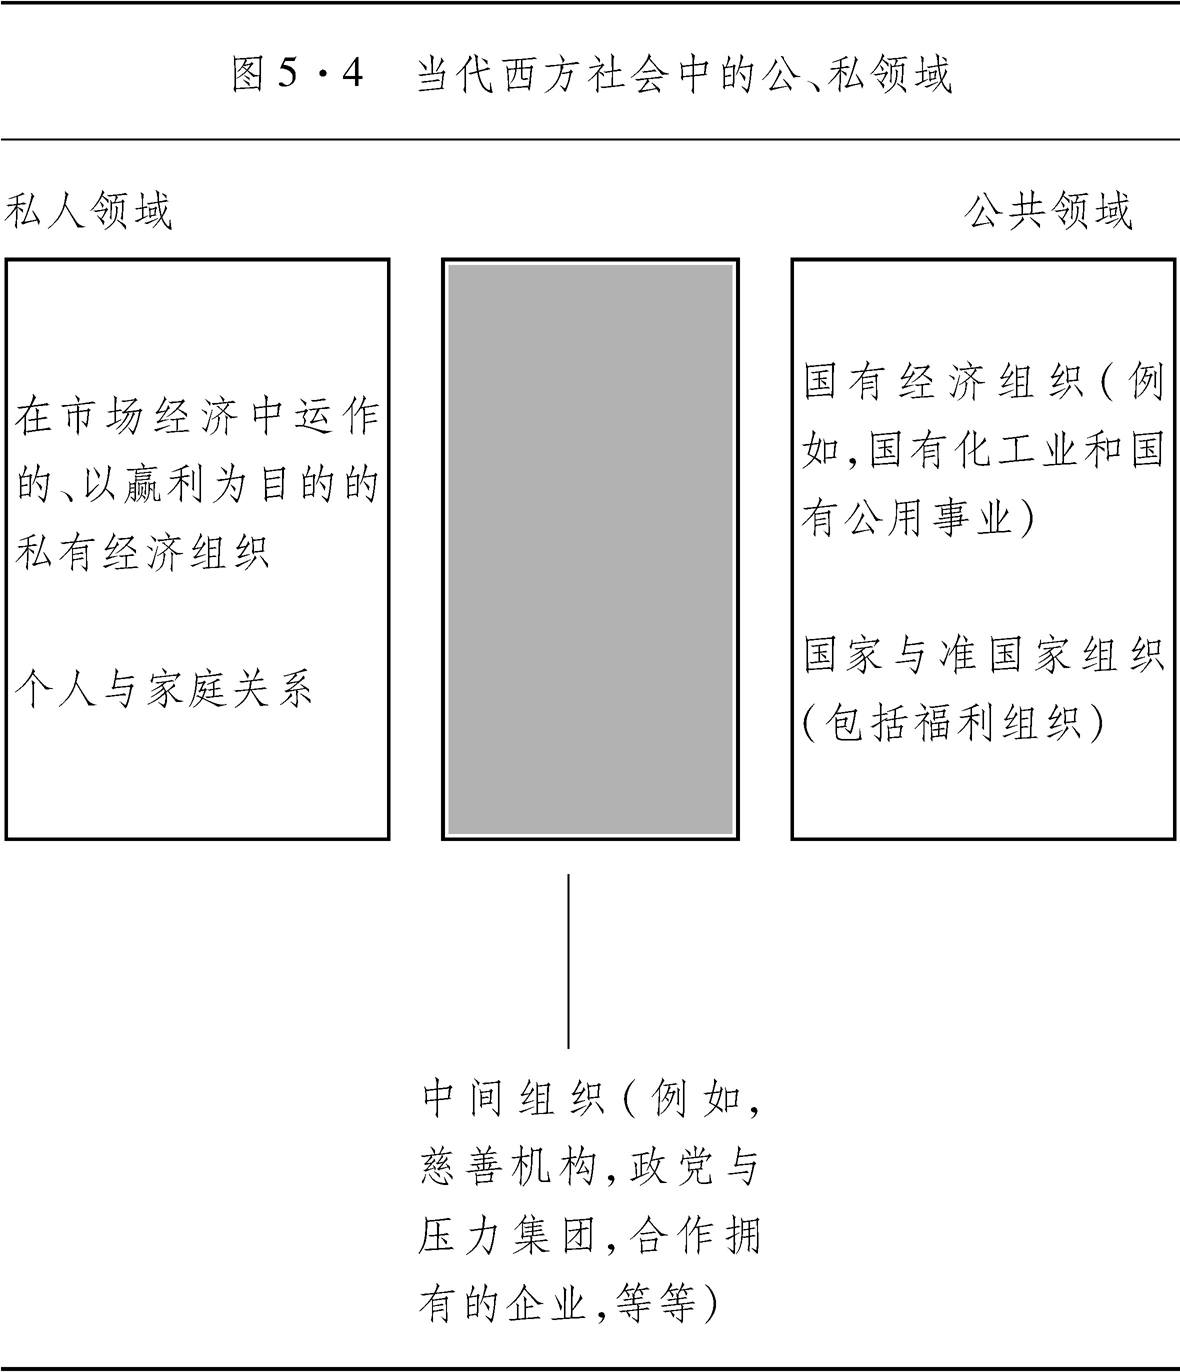 图5·4 当代西方社会中的公、私领域
私人领域
公共领域
在市场经济中运作
的、以赢利为目的的
私有经济组织
个人与家庭关系
国有经济组织(例
如,国有化工业和国
有公用事业)
国家与准国家组织
(包括福利组织)
中间组织(例如,
慈善机构,政党与
压力集团,合作拥
有的企业,等等)